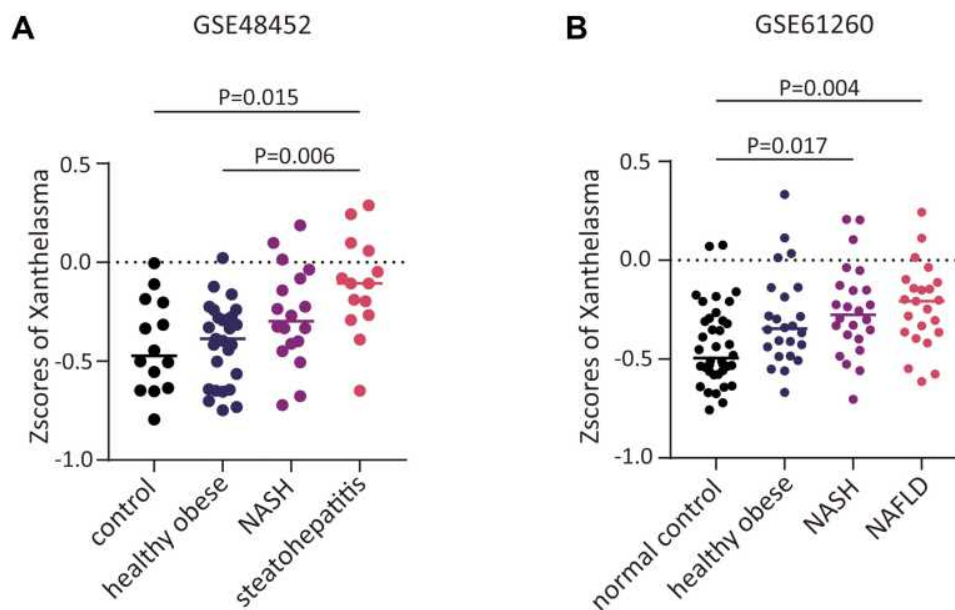 A
GSE48452
P=0.015
P=0.006
Zscores of Xanthelasma
0.5
0.0
-0.5
-1.0
control
healthy obese
NASH
steatohepatitis
B
GSE61260
P=0.004
P=0.017
Zscores of Xanthelasma
0.5
0.0
-0.5
-1.0
normal control
healthy obese
NASH
NAFLD